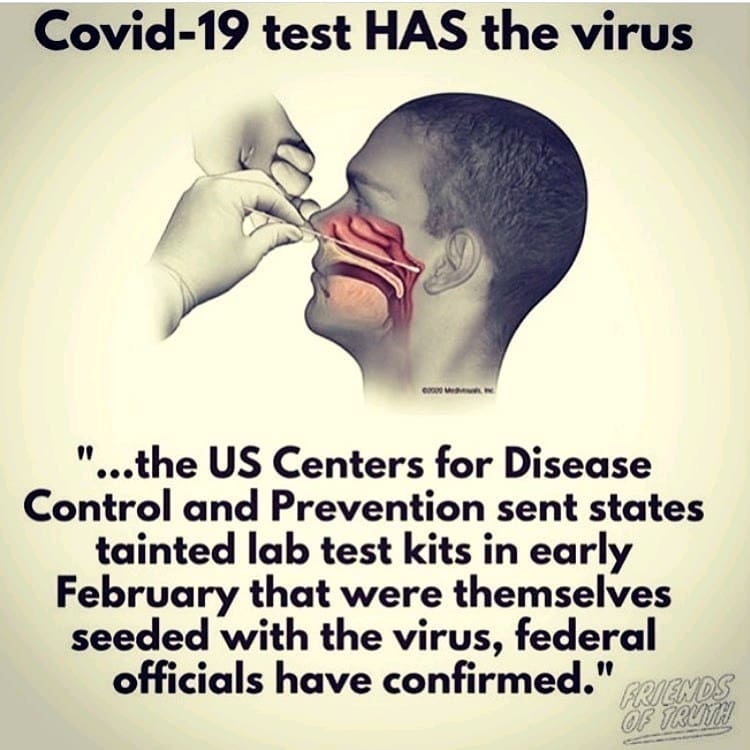 Covid-19 test HAS the virus
©2020 Medivisuals, Inc.
"...the US Centers for Disease
Control and Prevention sent states
tainted lab test kits in early
February that were themselves
seeded with the virus, federal
officials have confirmed."
FRIENDS
OF TRUTH